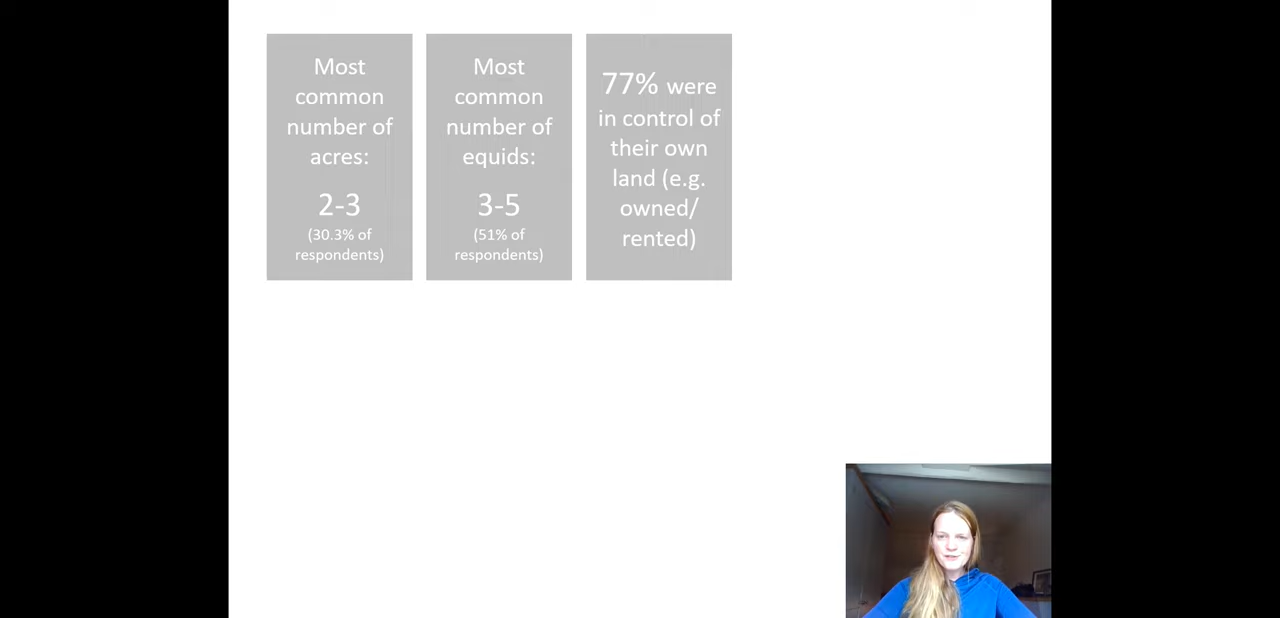 Most
common
number of
acres:
2-3
(30.3% of
respondents)
Most
common
number of
equids:
3-5
(51% of
respondents)
77% were
in control of
their own
land (e.g.
owned/
rented)